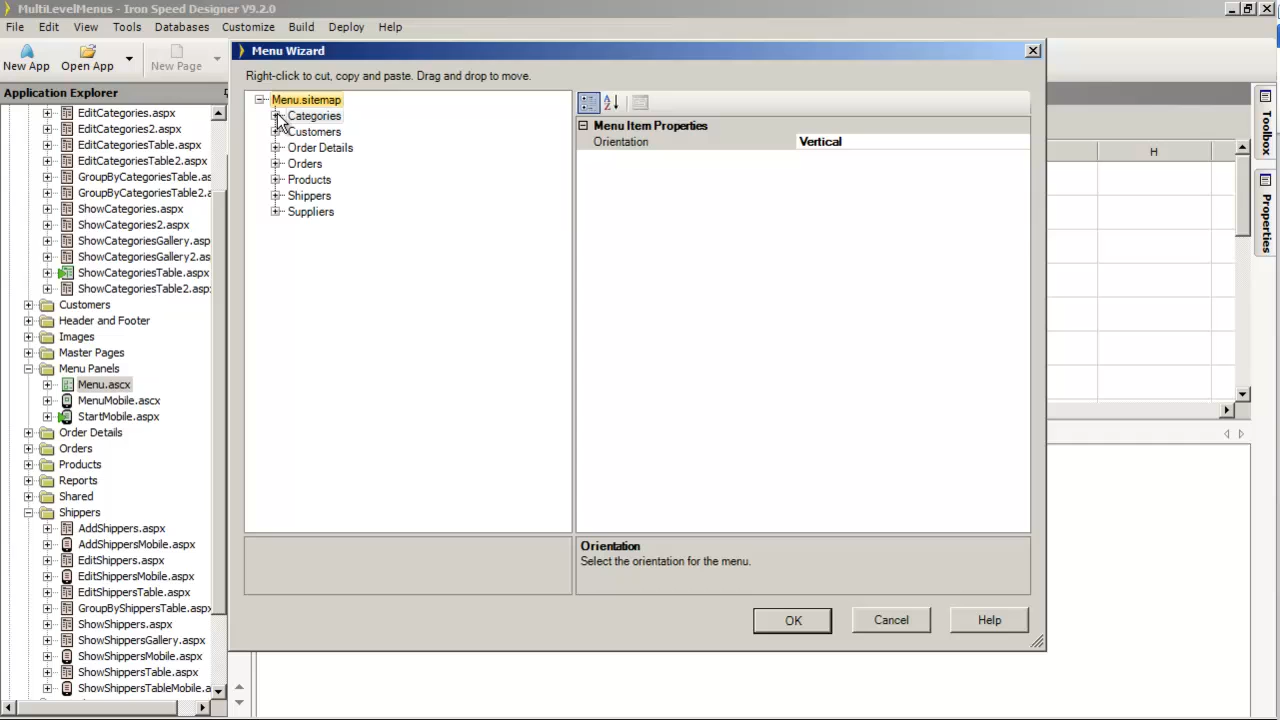 MultiLevelMenus - Iron Speed Designer V9.2.0
File Edit View Tools Databases Customize Build Deploy Help
New App Open App New Page
Application Explorer
EditCategories.aspx
EditCategories2.aspx
EditCategoriesTable.aspx
EditCategoriesTable2.aspx
GroupByCategoriesTable.as
GroupByCategoriesTable2.a
ShowCategories.aspx
ShowCategories2.aspx
ShowCategoriesGallery.asp
ShowCategoriesGallery2.as
ShowCategoriesTable.aspx
ShowCategoriesTable2.asp
Customers
Header and Footer
Images
Master Pages
Menu Panels
Menu.ascx
MenuMobile.ascx
StartMobile.aspx
Order Details
Orders
Products
Reports
Shared
Shippers
AddShippers.aspx
AddShippersMobile.aspx
EditShippers.aspx
EditShippersMobile.aspx
EditShippersTable.aspx
GroupByShippersTable.aspx
ShowShippers.aspx
ShowShippersGallery.aspx
ShowShippersMobile.aspx
ShowShippersTable.aspx
ShowShippersTableMobile.a
Menu Wizard
Right-click to cut, copy and paste. Drag and drop to move.
Menu.sitemap
Categories
Customers
Order Details
Orders
Products
Shippers
Suppliers
Menu Item Properties
Orientation Vertical
Orientation
Select the orientation for the menu.
OK Cancel Help
H
Toolbox
Properties